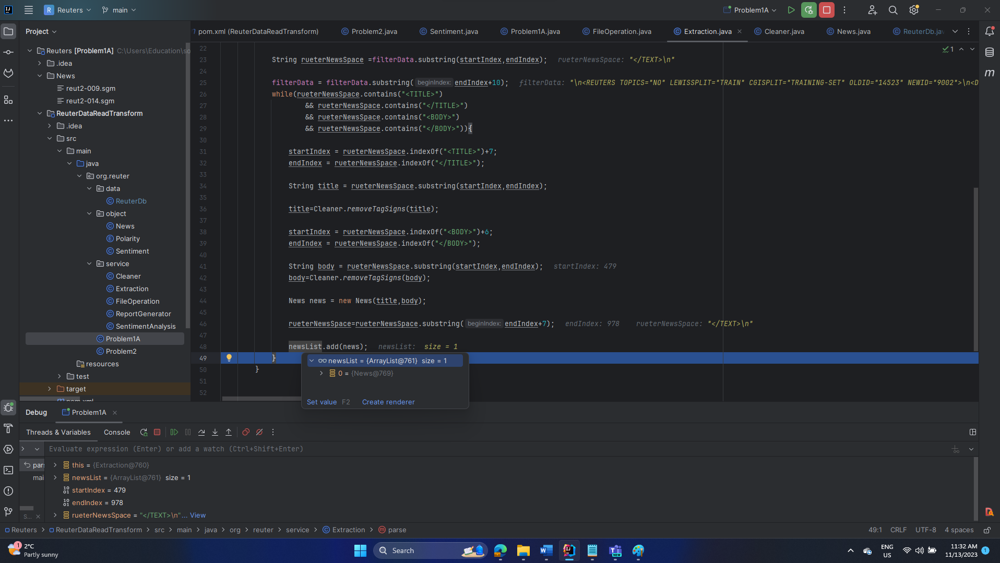 R Reuters main Problem1A
Project
pom.xml (ReuterDataReadTransform) Problem2.java Sentiment.java Problem1A.java FileOperation.java Extraction.java Cleaner.java News.java ReuterDb.jav
Reuters [Problem1A] C:\Users\Education\so
.idea
News
reut2-009.sgm
reut2-014.sgm
ReuterDataReadTransform
.idea
src
main
java
org.reuter
data
ReuterDb
object
News
Polarity
Sentiment
service
Cleaner
Extraction
FileOperation
ReportGenerator
SentimentAnalysis
Problem1A
Problem2
resources
test
target
pom.xml
1
22
23 String rueterNewsSpace =filterData.substring(startIndex,endIndex); rueterNewsSpace: "</TEXT>\n"
24
25 filterData = filterData.substring( beginIndex: endIndex+10); filterData: "\n<REUTERS TOPICS="NO" LEWISSPLIT="TRAIN" CGISPLIT="TRAINING-SET" OLDID="14523" NEWID="9002">\n<D
26 while(rueterNewsSpace.contains("<TITLE>")
27 && rueterNewsSpace.contains("</TITLE>")
28 && rueterNewsSpace.contains("<BODY>")
29 && rueterNewsSpace.contains("</BODY>")){
30
31 startIndex = rueterNewsSpace.indexOf("<TITLE>")+7;
32 endIndex = rueterNewsSpace.indexOf("</TITLE>");
33
34 String title = rueterNewsSpace.substring(startIndex,endIndex);
35
36 title=Cleaner.removeTagSigns(title);
37
38 startIndex = rueterNewsSpace.indexOf("<BODY>")+6;
39 endIndex = rueterNewsSpace.indexOf("</BODY>");
40
41 String body = rueterNewsSpace.substring(startIndex,endIndex); startIndex: 479
42 body=Cleaner.removeTagSigns(body);
43
44 News news = new News(title,body);
45
46 rueterNewsSpace=rueterNewsSpace.substring( beginIndex: endIndex+7); endIndex: 978 rueterNewsSpace: "</TEXT>\n"
47
48 newsList.add(news); newsList: size = 1
49 }
50 }
51
52
newsList = {ArrayList@761} size = 1
0 = {News@769}
Set value F2 Create renderer
Debug Problem1A
Threads & Variables Console
Evaluate expression (Enter) or add a watch (Ctrl+Shift+Enter)
pars
mai
S...
this = {Extraction@760}
newsList = {ArrayList@761} size = 1
startIndex = 479
endIndex = 978
rueterNewsSpace = "</TEXT>\n"... View
Reuters > ReuterDataReadTransform > src > main > java > org > reuter > service > Extraction > parse 49:1 CRLF UTF-8 4 spaces
1
2°C
Partly sunny
Search
NEW
ENG
US
11:32 AM
11/13/2023
1